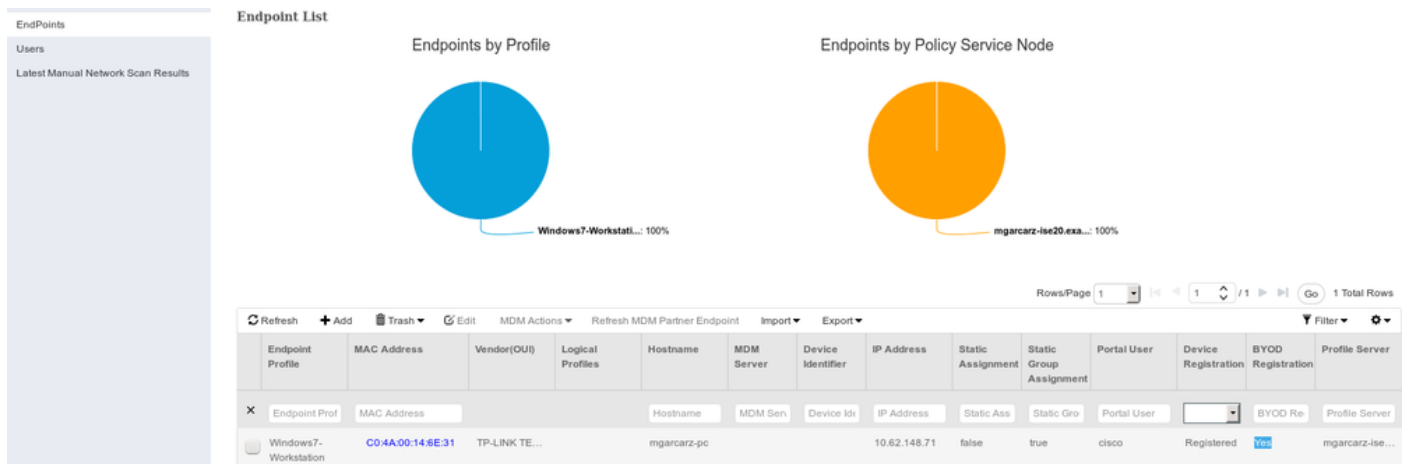 EndPoints
Users
Latest Manual Network Scan Results
Endpoint List
Endpoints by Profile
Windows7-Workstati...: 100%
Endpoints by Policy Service Node
mgarcarz-ise20.exa...: 100%
Rows/Page 1 1 / 1 Go 1 Total Rows
Refresh Add Trash Edit MDM Actions Refresh MDM Partner Endpoint Import Export Filter
Endpoint Profile MAC Address Vendor(OUI) Logical Profiles Hostname MDM Server Device Identifier IP Address Static Assignment Static Group Assignment Portal User Device Registration BYOD Registration Profile Server
Endpoint Prof MAC Address Hostname MDM Serv Device Ide IP Address Static Ass Static Gro Portal User BYOD Re Profile Server
Windows7-Workstation C0:4A:00:14:6E:31 TP-LINK TE... mgarcarz-pc 10.62.148.71 false true cisco Registered Yes mgarcarz-ise...